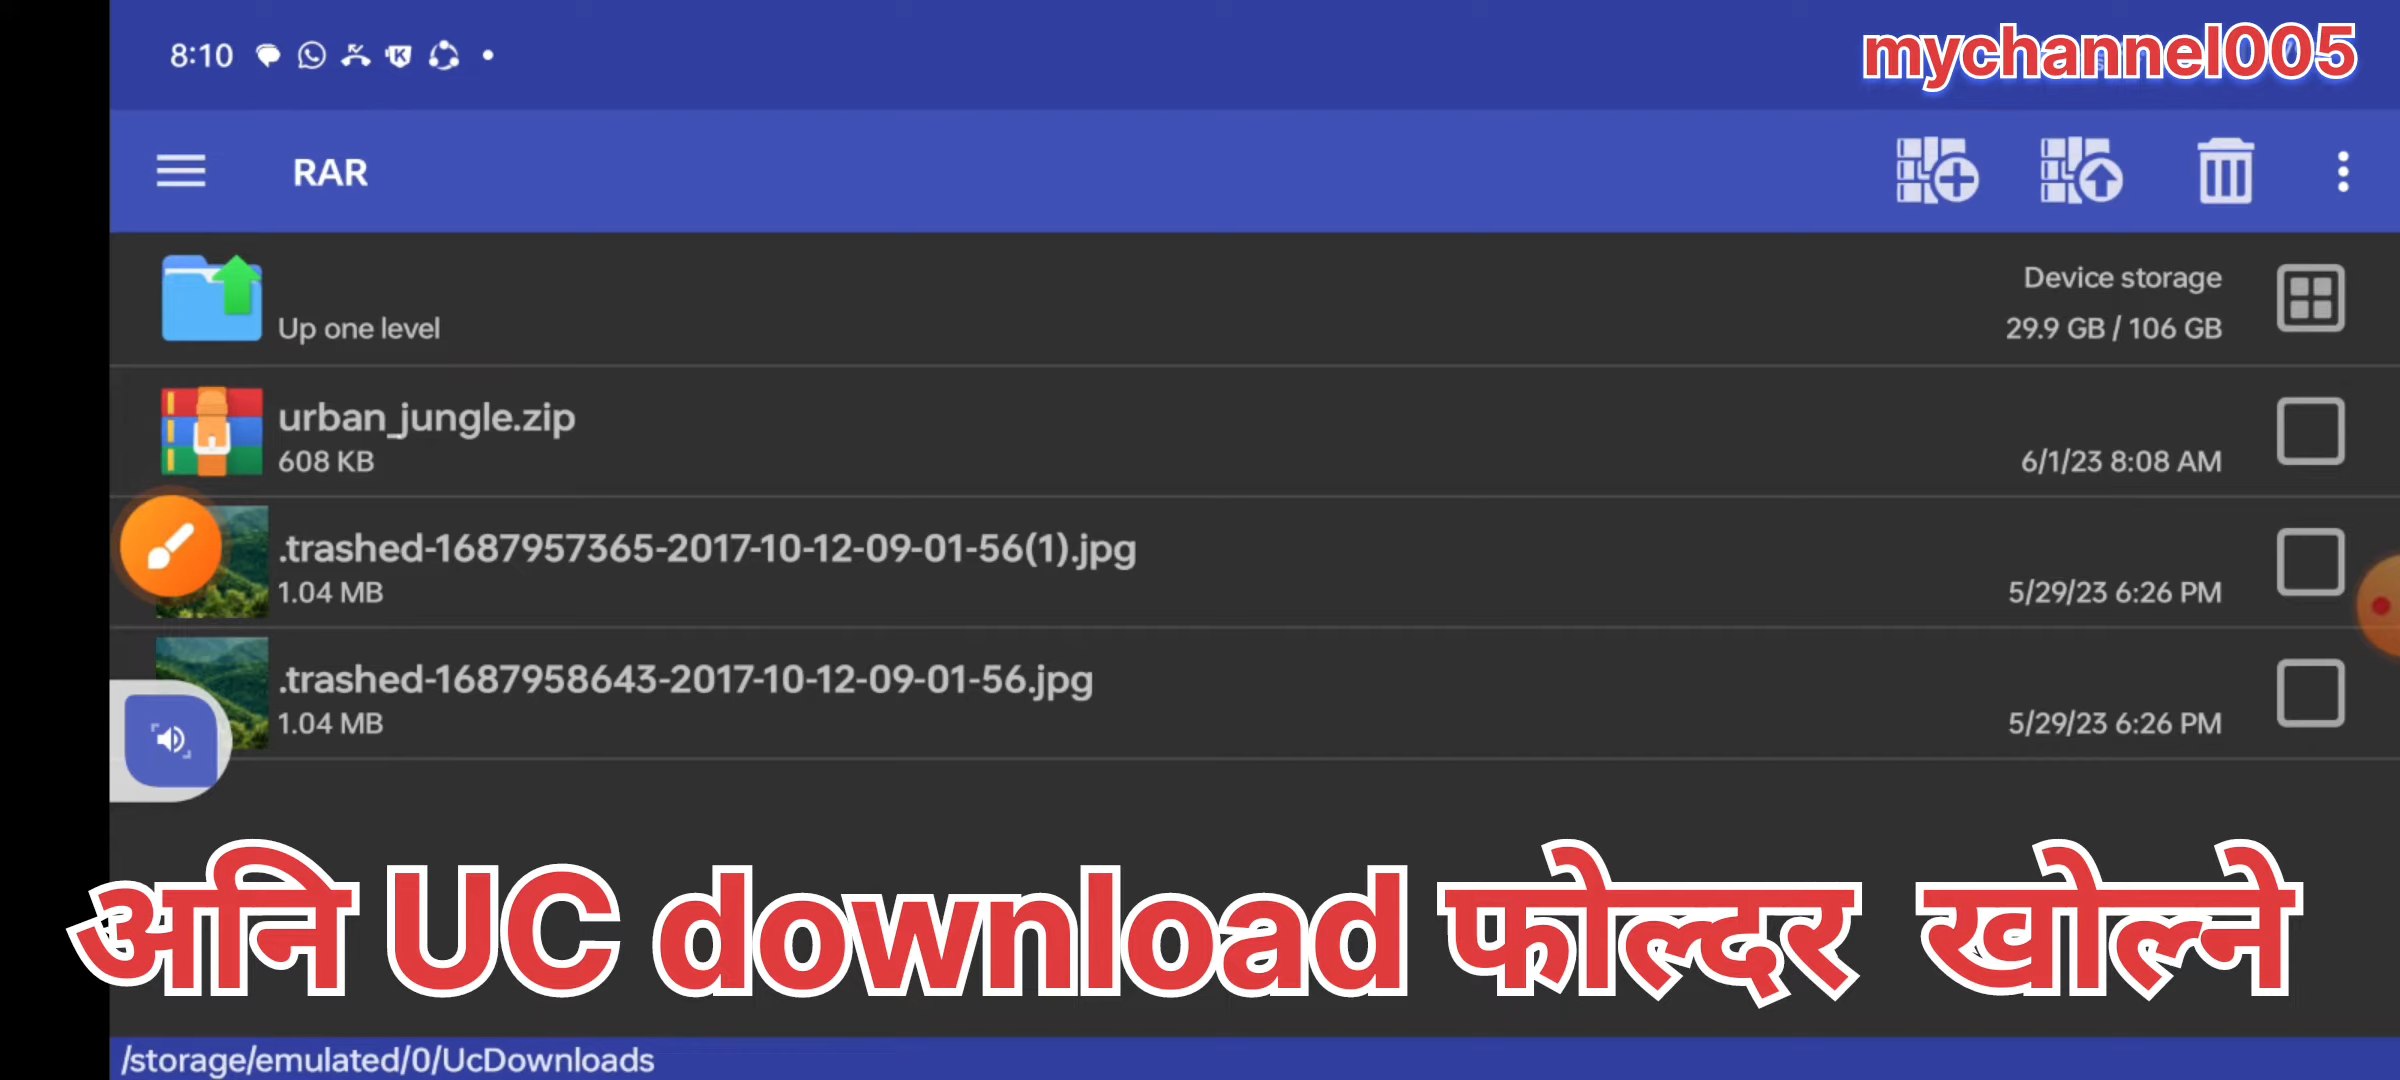 8:10
mychannel005
RAR
Up one level
Device storage
29.9 GB / 106 GB
urban_jungle.zip
608 KB
6/1/23 8:08 AM
.trashed-1687957365-2017-10-12-09-01-56(1).jpg
1.04 MB
5/29/23 6:26 PM
.trashed-1687958643-2017-10-12-09-01-56.jpg
1.04 MB
5/29/23 6:26 PM
अनि UC download फोल्दर खोल्ने
/storage/emulated/0/UcDownloads